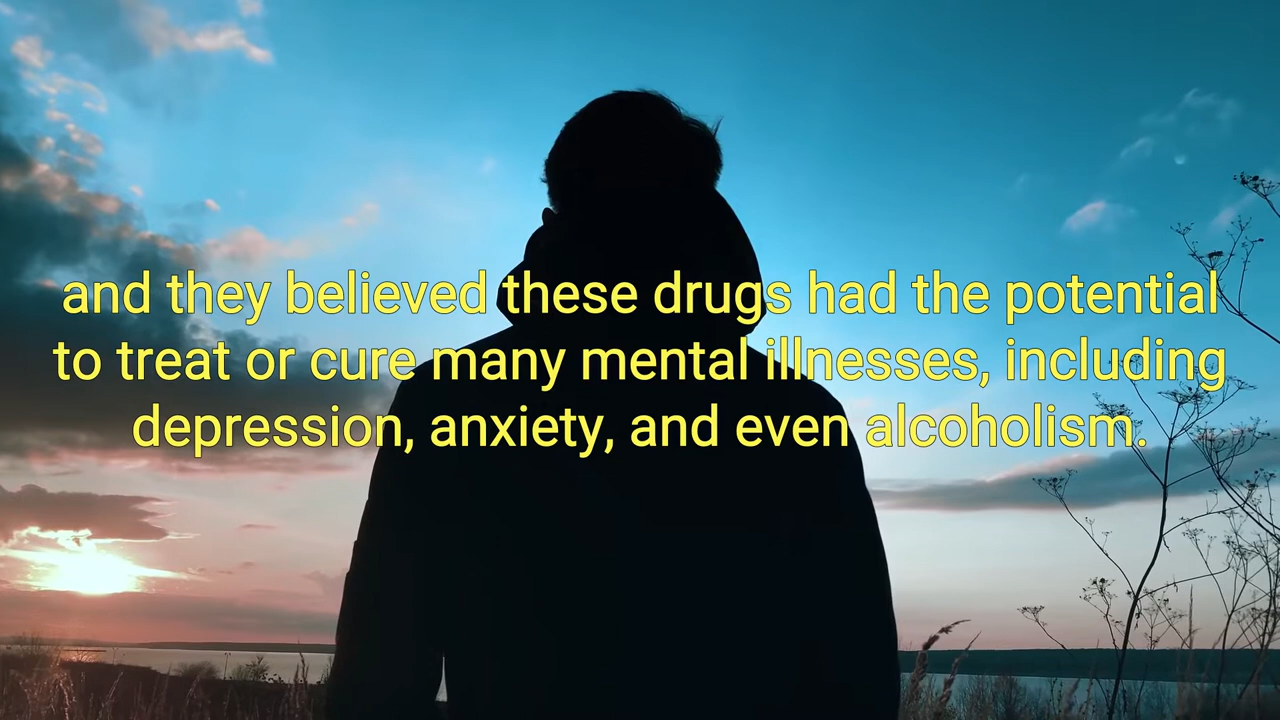 and they believed these drugs had the potential
to treat or cure many mental illnesses, including
depression, anxiety, and even alcoholism.